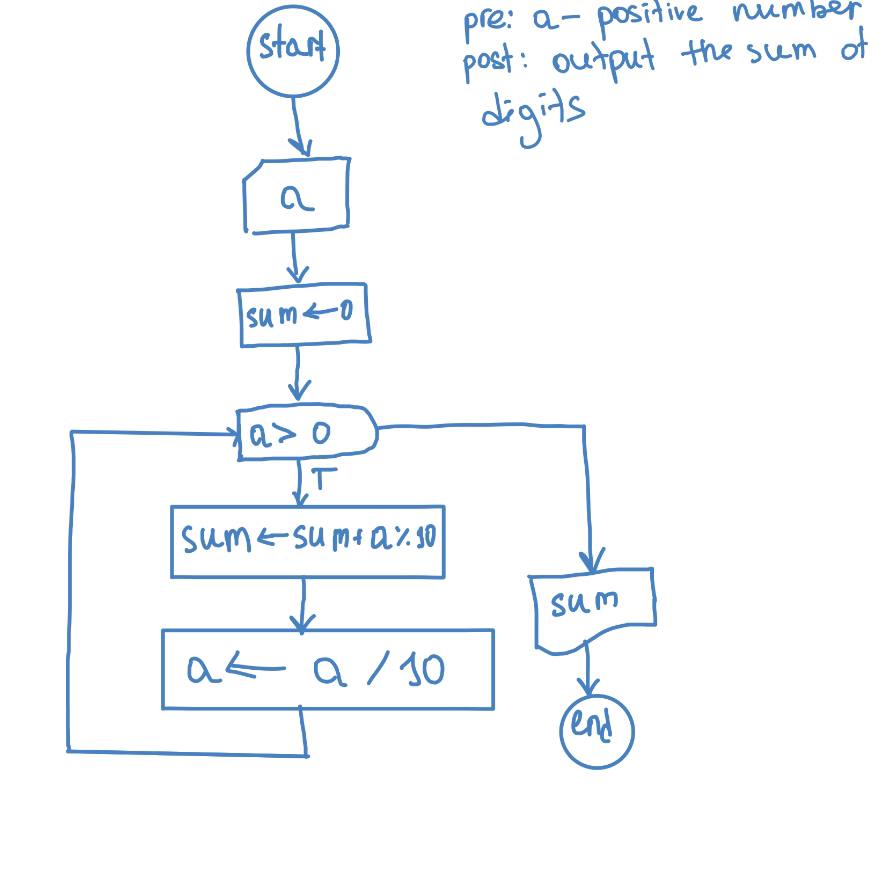 start
pre: a - positive number
post: output the sum of
digits
a
sum ← 0
a > 0
T
sum ← sum + a % 10
a ← a / 10
sum
end